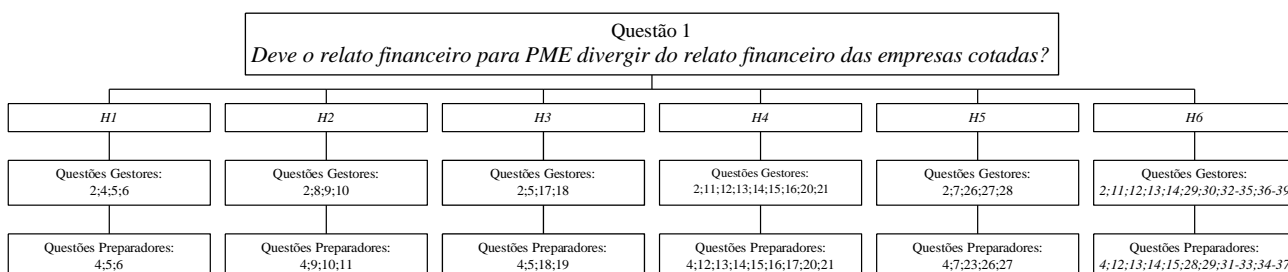 Questão 1
Deve o relato financeiro para PME divergir do relato financeiro das empresas cotadas?
H1
H2
H3
H4
H5
H6
Questões Gestores:
2;4;5;6
Questões Gestores:
2;8;9;10
Questões Gestores:
2;5;17;18
Questões Gestores:
2;11;12;13;14;15;16;20;21
Questões Gestores:
2;7;26;27;28
Questões Gestores:
2;11;12;13;14;29;30;32-35;36-39
Questões Preparadores:
4;5;6
Questões Preparadores:
4;9;10;11
Questões Preparadores:
4;5;18;19
Questões Preparadores:
4;12;13;14;15;16;17;20;21
Questões Preparadores:
4;7;23;26;27
Questões Preparadores:
4;12;13;14;15;28;29;31-33;34-37